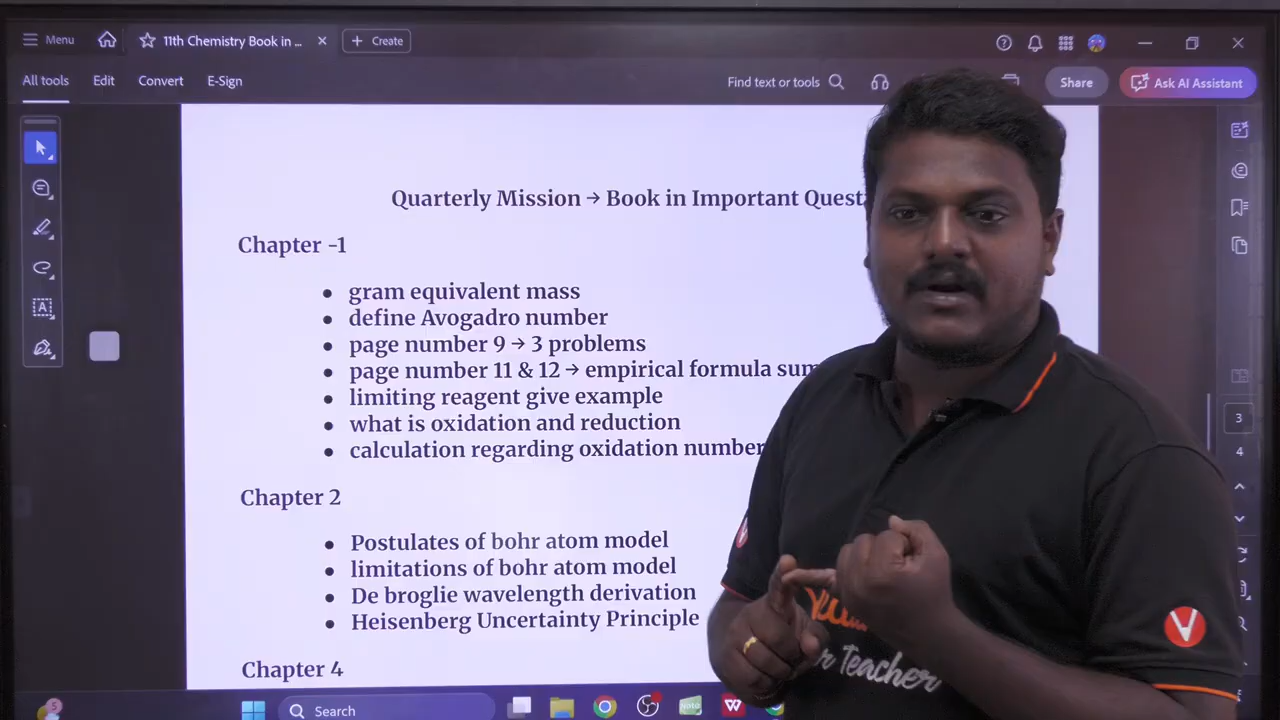 Menu
11th Chemistry Book in ...
Create
All tools
Edit
Convert
E-Sign
Find text or tools
Share
Ask AI Assistant
Quarterly Mission → Book in Important
Chapter -1
• gram equivalent mass
• define Avogadro number
• page number 9 → 3 problems
• page number 11 & 12 → empirical formula
• limiting reagent give example
• what is oxidation and reduction
• calculation regarding oxidation number
Chapter 2
• Postulates of bohr atom model
• limitations of bohr atom model
• De broglie wavelength derivation
• Heisenberg Uncertainty Principle
Chapter 4
3
4
Search
Teacher
V